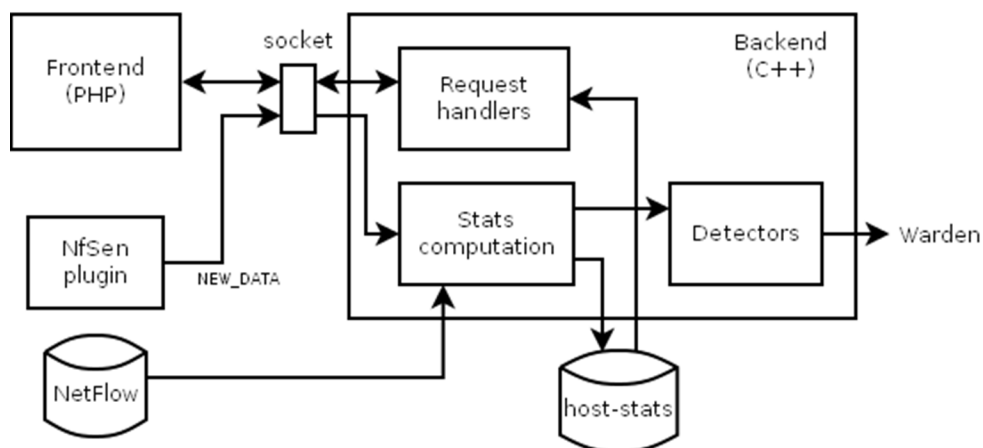 socket
Backend
(C++)
Frontend
(PHP)
Request
handlers
NfSen
plugin
NEW_DATA
Stats
computation
Detectors
Warden
NetFlow
host-stats